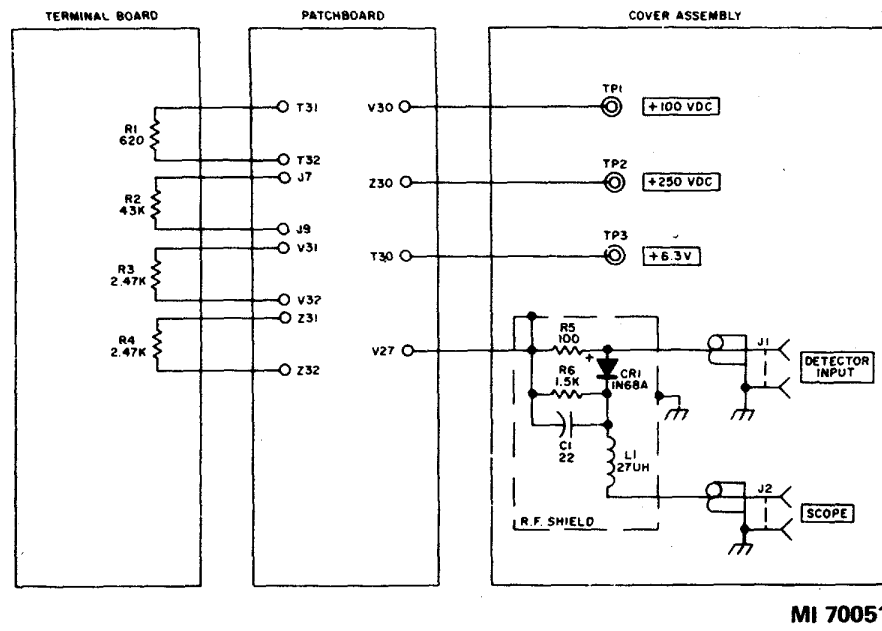 TERMINAL BOARD
PATCHBOARD
COVER ASSEMBLY
R1
620
R2
43K
R3
2.47K
R4
2.47K
T31
T32
J7
J9
V31
V32
Z31
Z32
V30
Z30
T30
V27
TP1
+100 VDC
TP2
+250 VDC
TP3
+6.3V
R5
100
+
CR1
1N68A
R6
1.5K
C1
22
L1
27UH
R.F. SHIELD
J1
DETECTOR
INPUT
J2
SCOPE
MI 70051